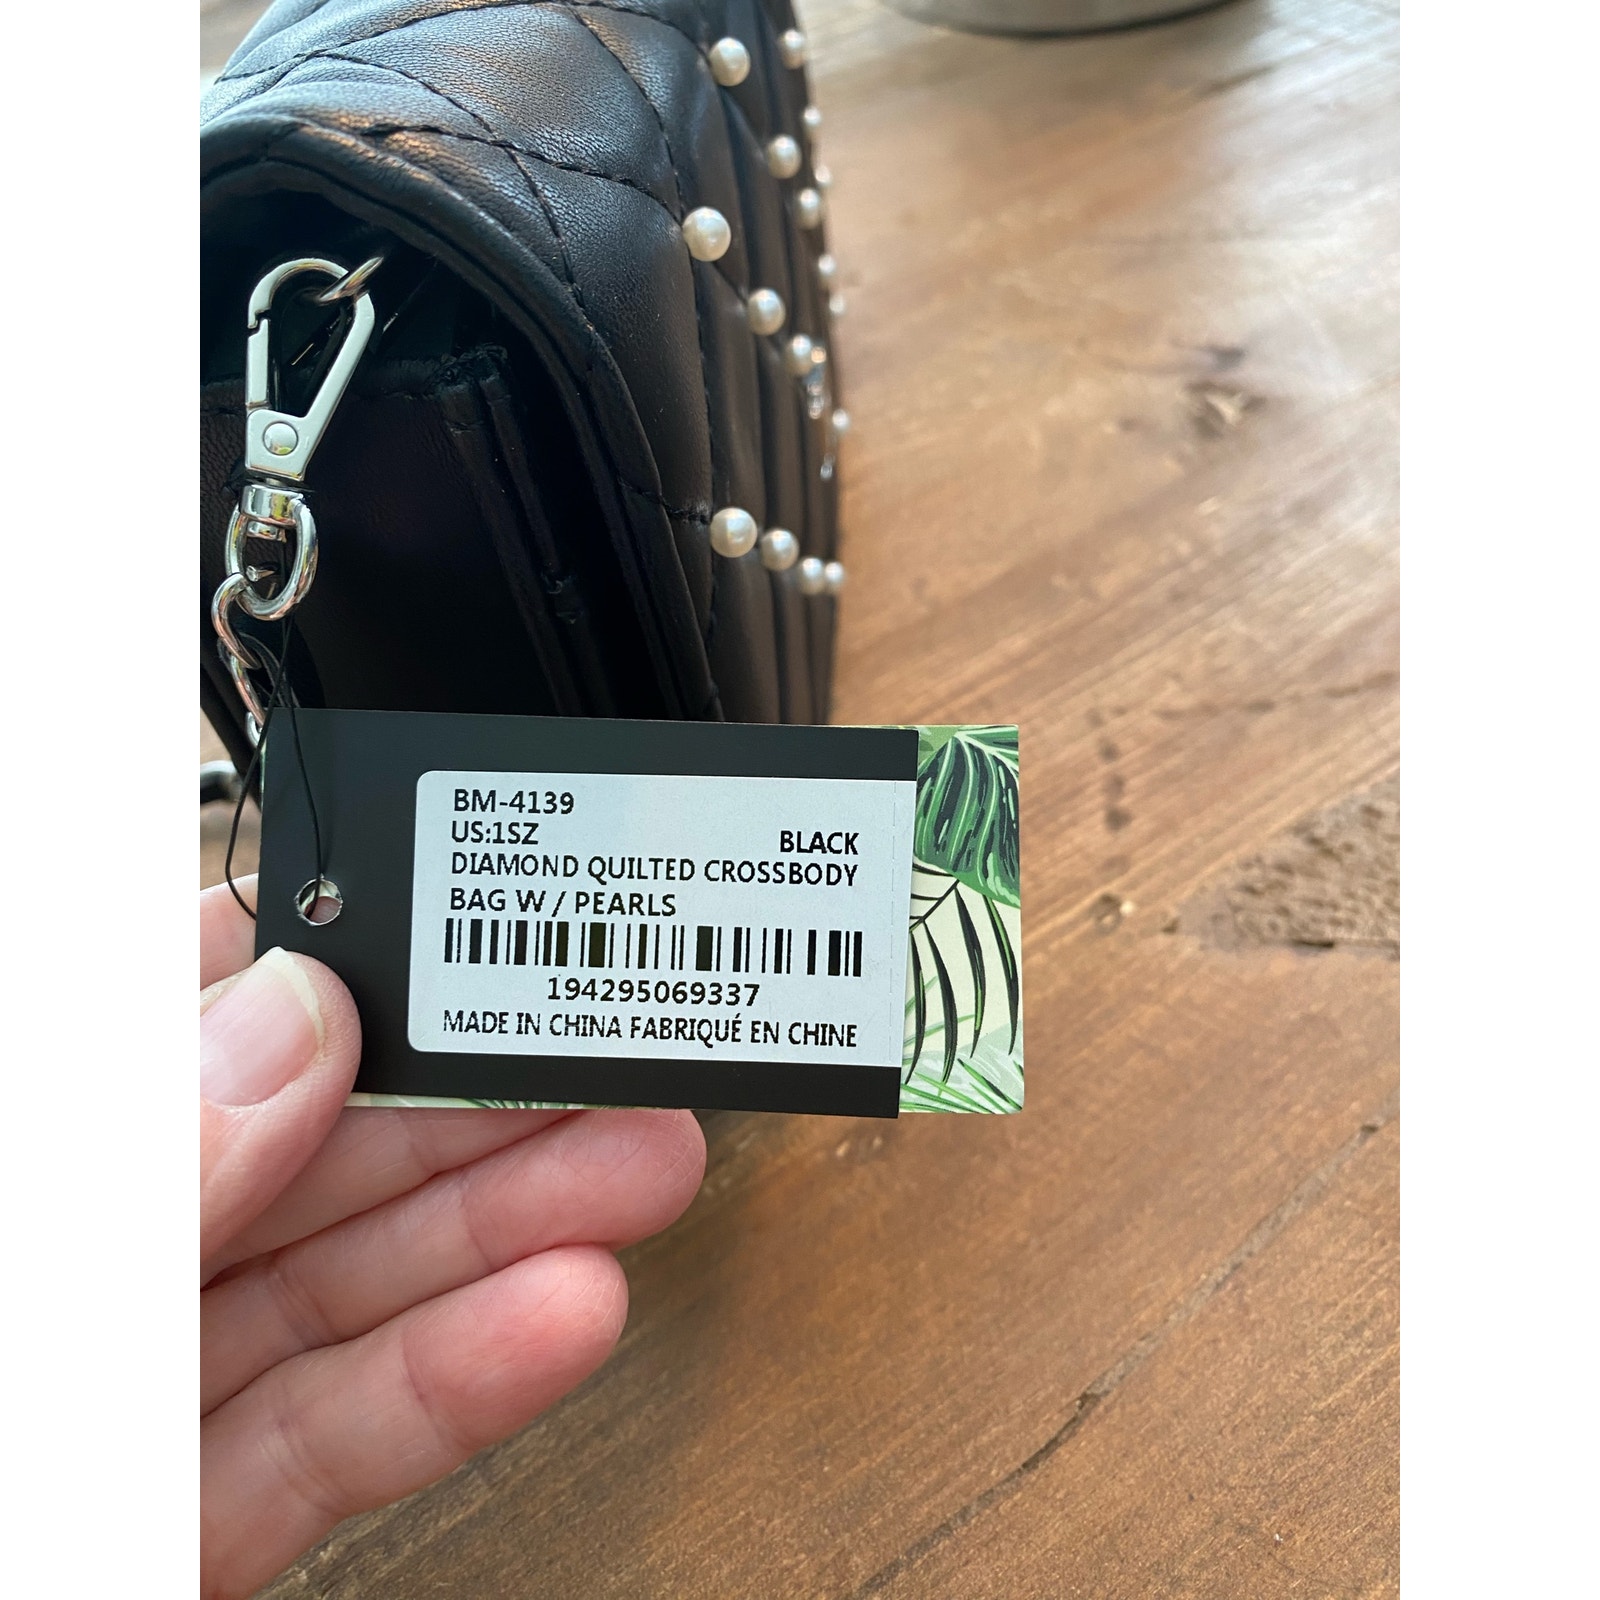 BM-4139
US:1SZ BLACK
DIAMOND QUILTED CROSSBODY
BAG W / PEARLS
194295069337
MADE IN CHINA FABRIQUÉ EN CHINE